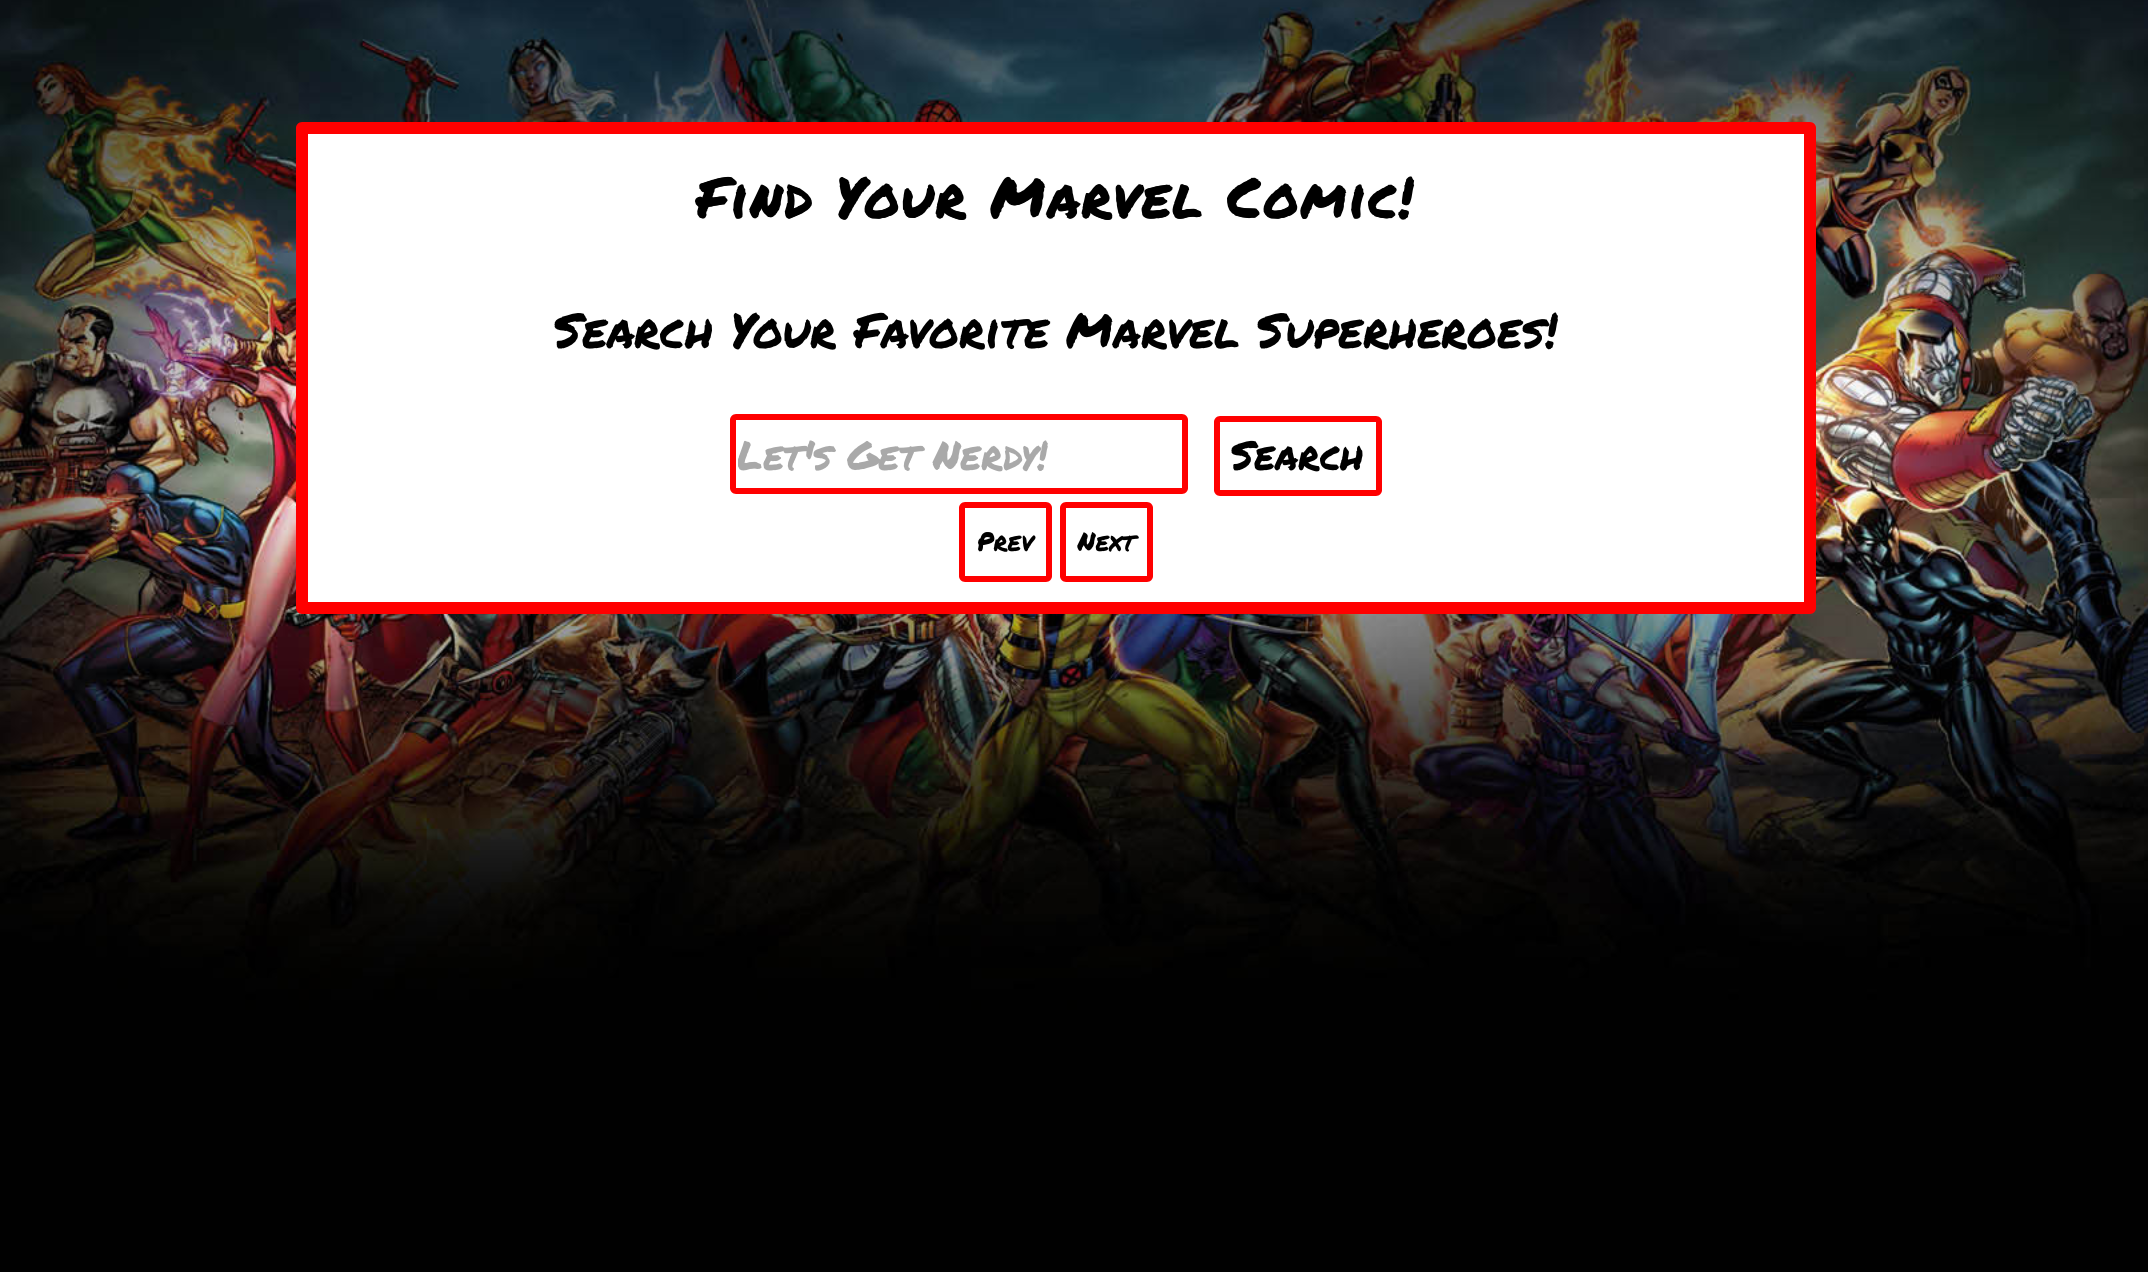 Find Your Marvel Comic!
Search Your Favorite Marvel Superheroes!
Let's Get Nerdy! Search
Prev Next